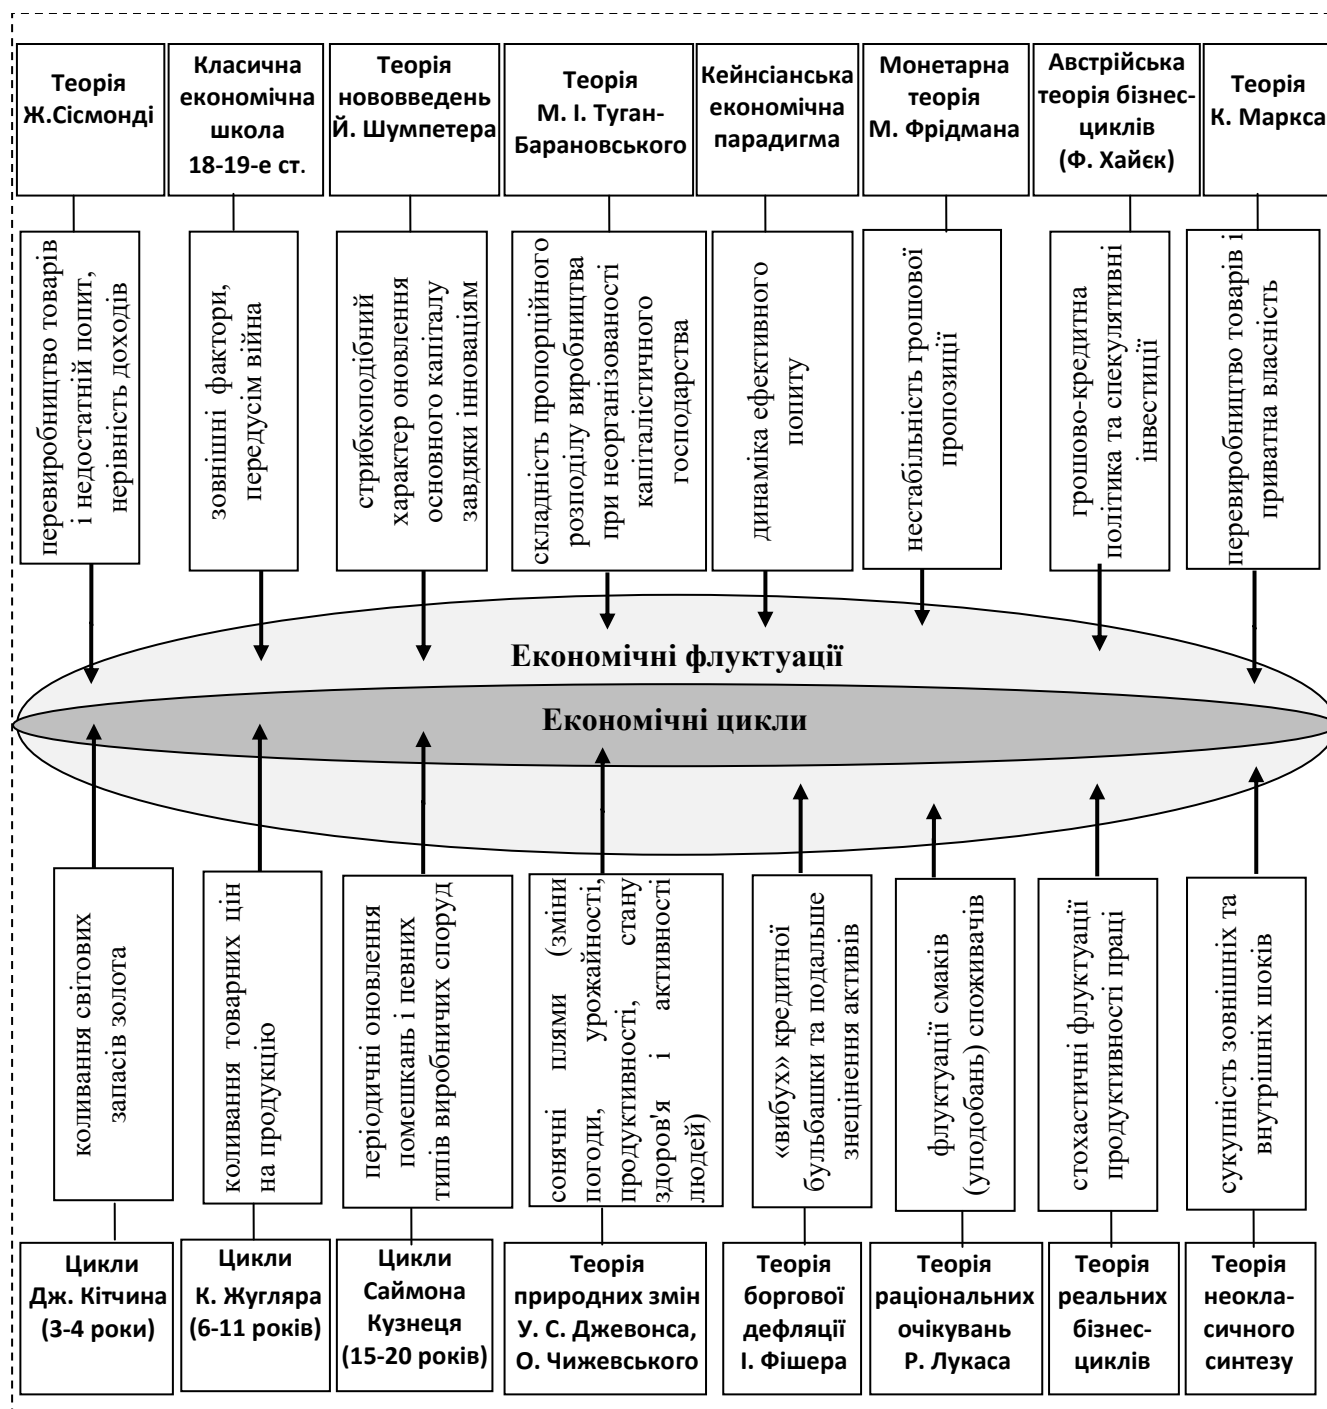 Теорія
Ж.Сісмонді
Класична
економічна
школа
18-19-е ст.
Теорія
нововведень
Й. Шумпетера
Теорія
М. І. Туган-
Барановського
Кейнсіанська
економічна
парадигма
Монетарна
теорія
М. Фрідмана
Австрійська
теорія бізнес-
циклів
(Ф. Хайєк)
Теорія
К. Маркса
перевиробництво товарів
і недостатній попит,
нерівність доходів
зовнішні фактори,
передусім війна
стрибкоподібний
характер оновлення
основного капіталу
завдяки інноваціям
складність пропорційного
розподілу виробництва
при неорганізованості
капіталістичного
господарства
динаміка ефективного
попиту
нестабільність грошової
пропозиції
грошово-кредитна
політика та спекулятивні
інвестиції
перевиробництво товарів і
приватна власність
Економічні флуктуації
Економічні цикли
коливання світових
запасів золота
коливання товарних цін
на продукцію
періодичні оновлення
помешкань і певних
типів виробничих споруд
сонячні плями (зміни
погоди, урожайності,
продуктивності, стану
здоров'я і активності
людей)
«вибух» кредитної
бульбашки та подальше
знецінення активів
флуктуації смаків
(уподобань) споживачів
стохастичні флуктуації
продуктивності праці
сукупність зовнішніх та
внутрішніх шоків
Цикли
Дж. Кітчина
(3-4 роки)
Цикли
К. Жугляра
(6-11 років)
Цикли
Саймона
Кузнеця
(15-20 років)
Теорія
природних змін
У. С. Джевонса,
О. Чижевського
Теорія
боргової
дефляції
І. Фішера
Теорія
раціональних
очікувань
Р. Лукаса
Теорія
реальних
бізнес-
циклів
Теорія
неокла-
сичного
синтезу